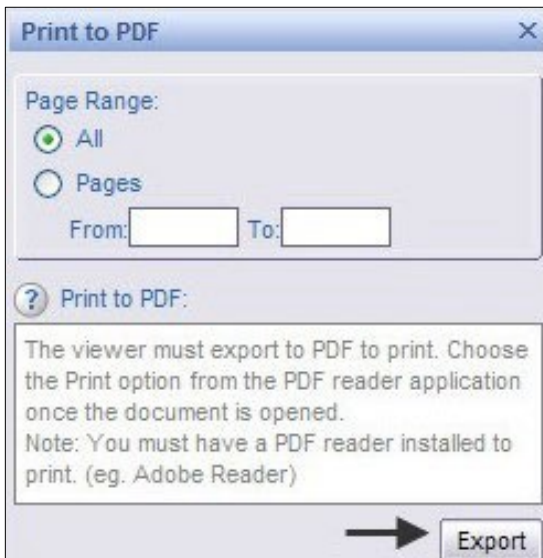 Print to PDF
Page Range:
All
Pages
From: To:
? Print to PDF:
The viewer must export to PDF to print. Choose
the Print option from the PDF reader application
once the document is opened.
Note: You must have a PDF reader installed to
print. (eg. Adobe Reader)
Export